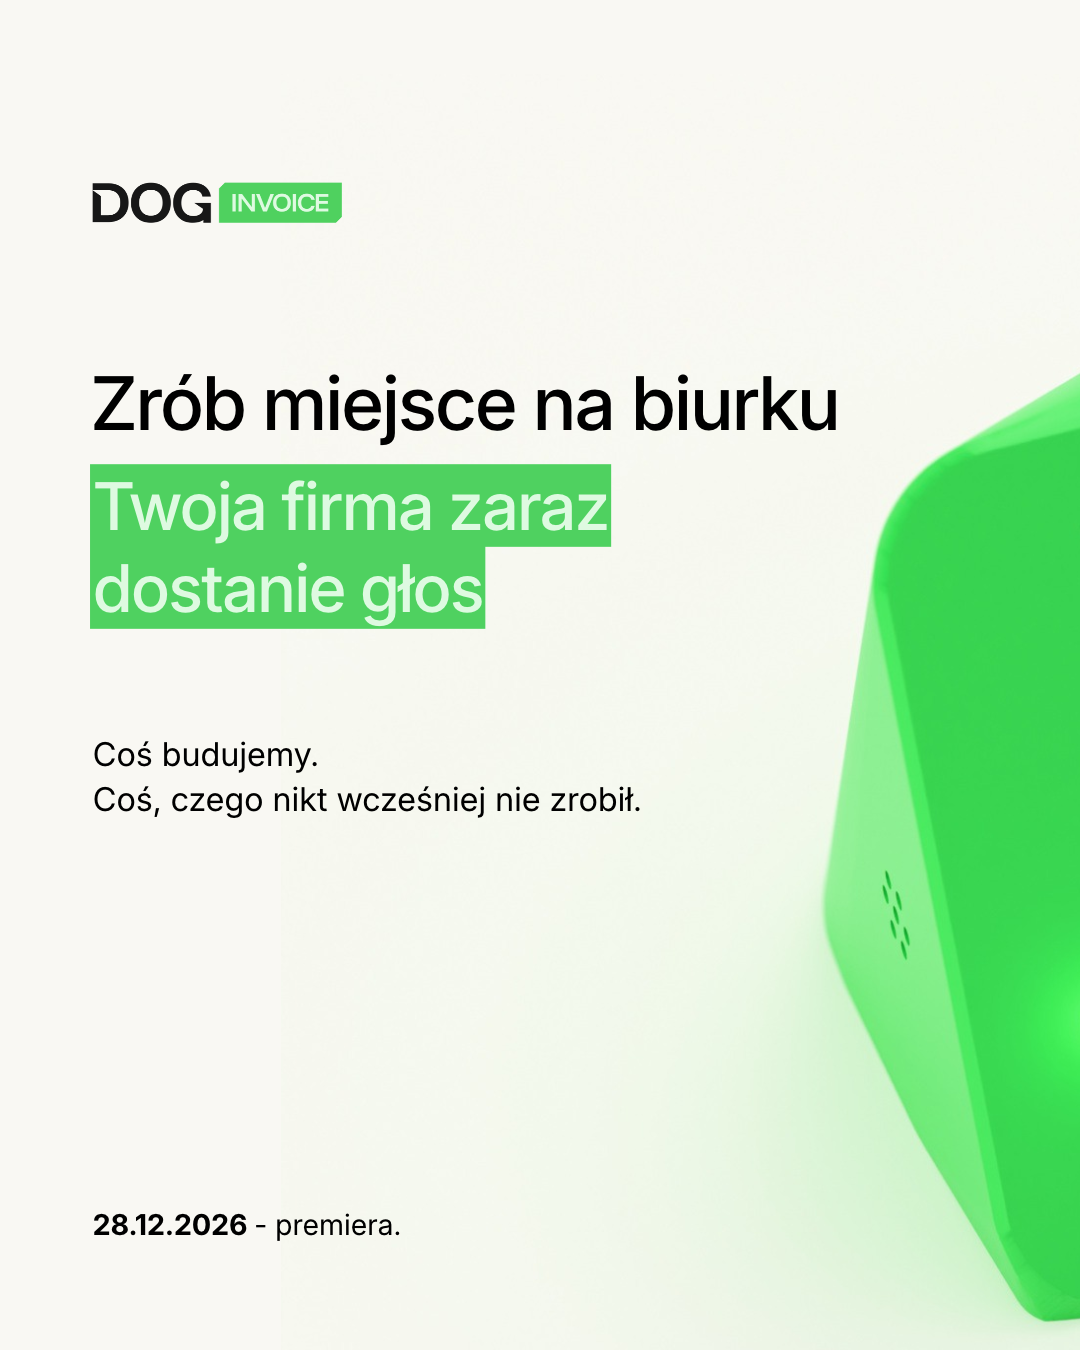 DOG INVOICE
Zrób miejsce na biurku
Twoja firma zaraz
dostanie głos
Coś budujemy.
Coś, czego nikt wcześniej nie zrobił.
28.12.2026 - premiera.